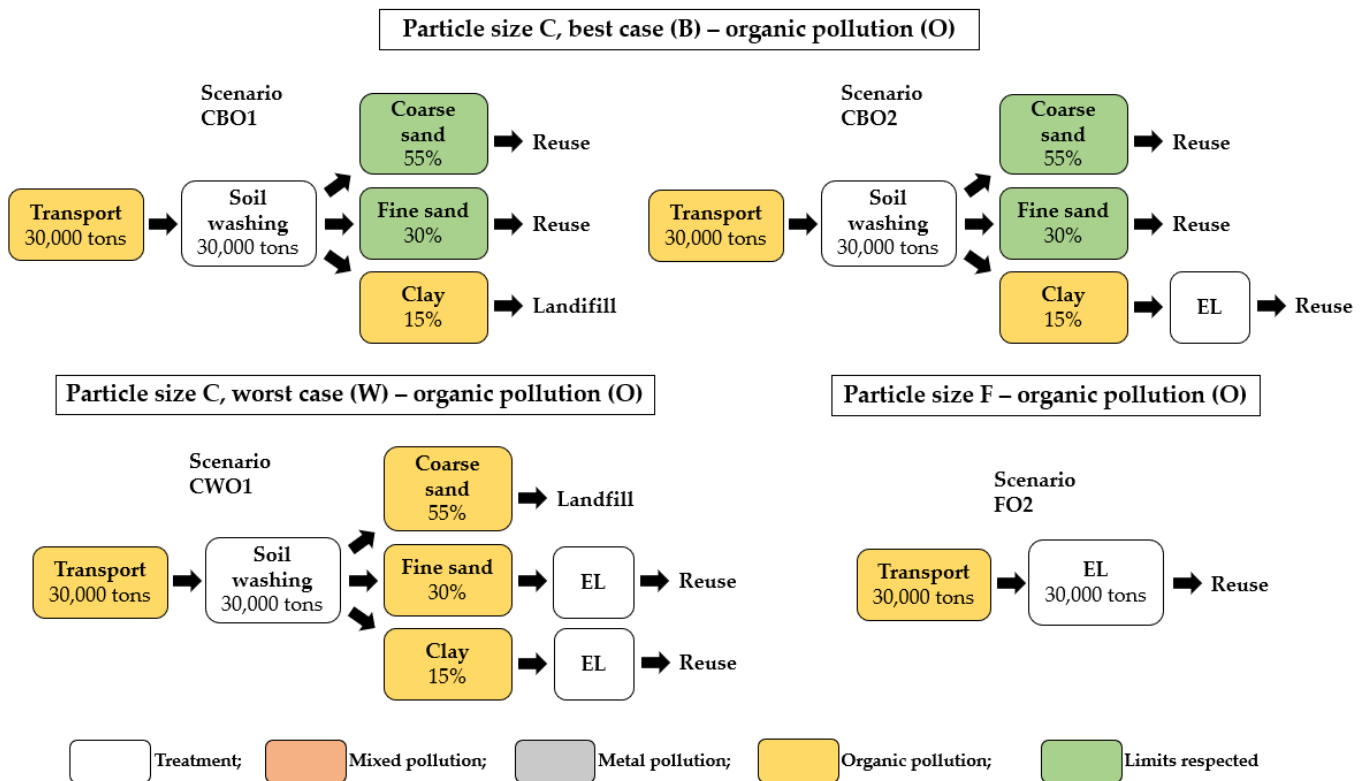 Particle size C, best case (B) – organic pollution (O)
Scenario
CBO1
Transport
30,000 tons
Soil
washing
30,000 tons
Coarse
sand
55%
Reuse
Fine sand
30%
Reuse
Clay
15%
Landifill
Scenario
CBO2
Transport
30,000 tons
Soil
washing
30,000 tons
Coarse
sand
55%
Reuse
Fine sand
30%
Reuse
Clay
15%
EL
Reuse
Particle size C, worst case (W) – organic pollution (O)
Scenario
CWO1
Transport
30,000 tons
Soil
washing
30,000 tons
Coarse
sand
55%
Landfill
Fine sand
30%
EL
Reuse
Clay
15%
EL
Reuse
Particle size F – organic pollution (O)
Scenario
FO2
Transport
30,000 tons
EL
30,000 tons
Reuse
Treatment;
Mixed pollution;
Metal pollution;
Organic pollution;
Limits respected